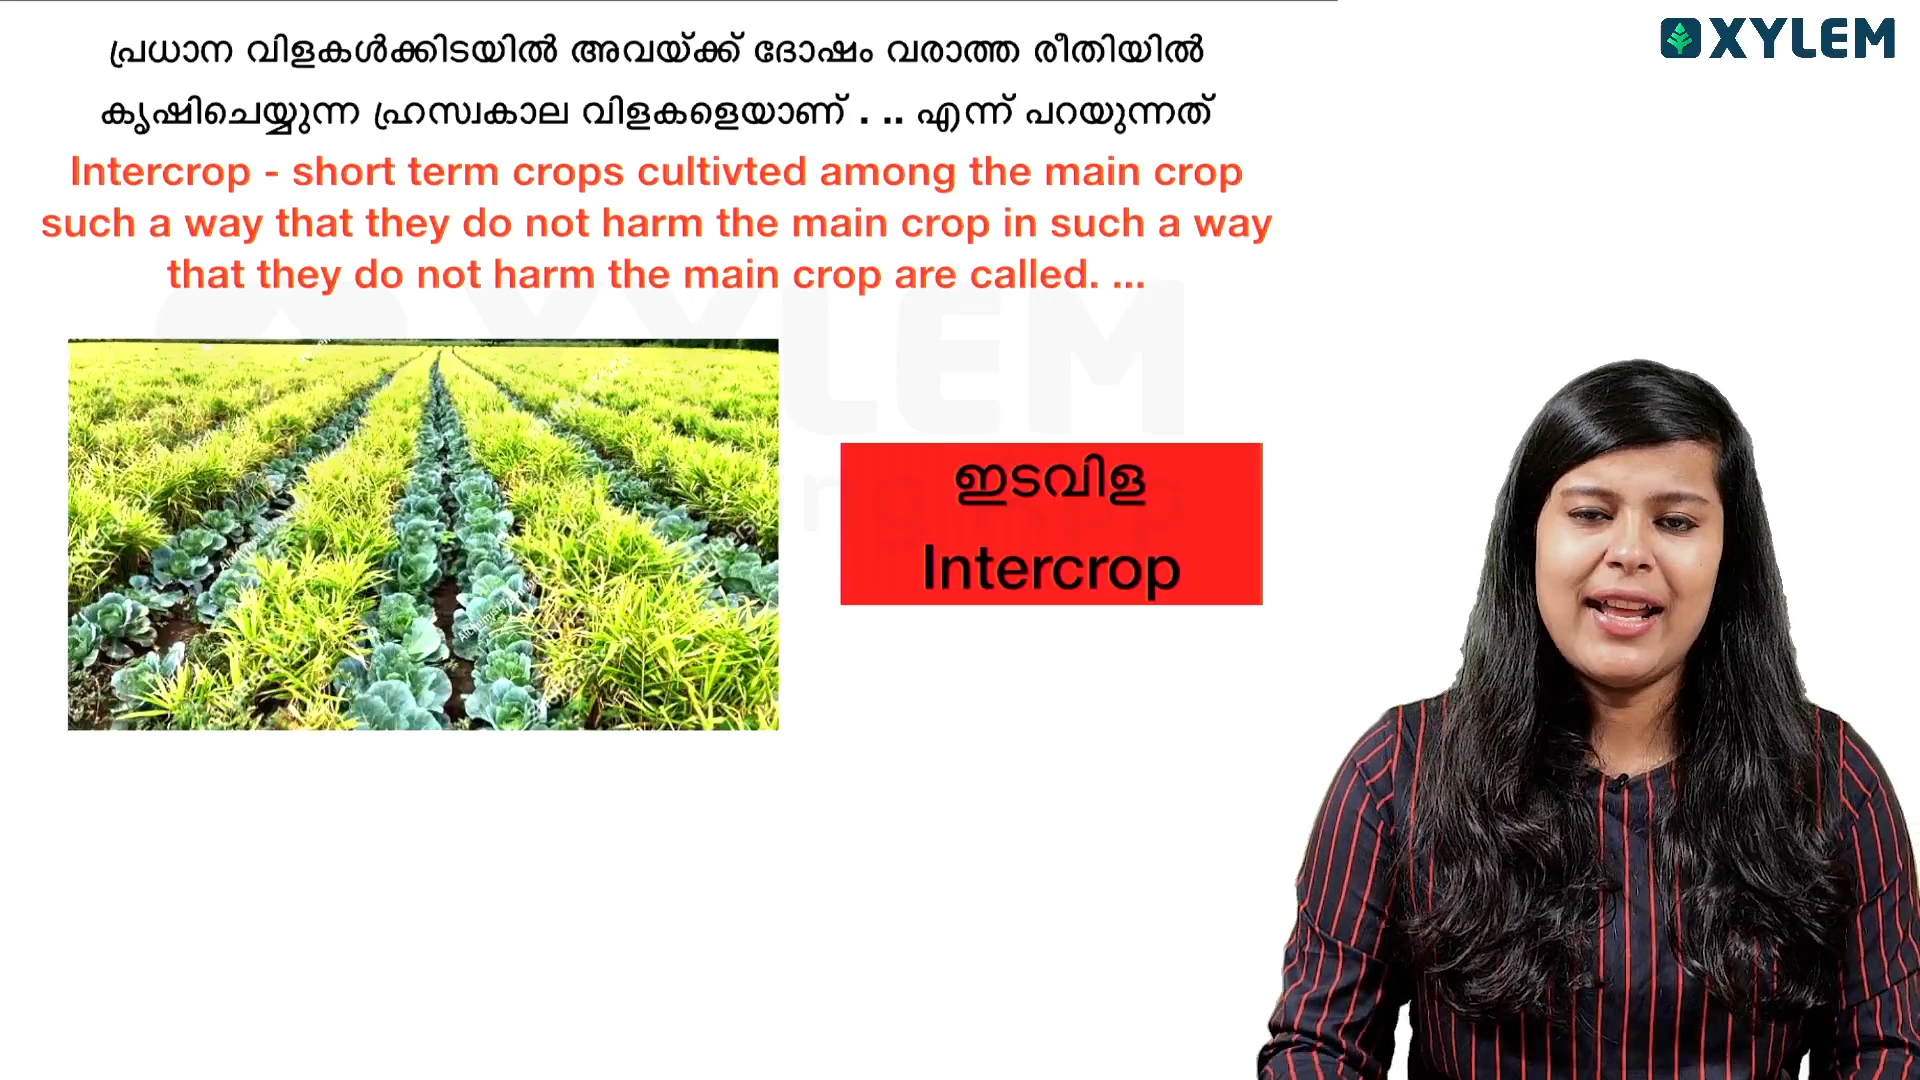 XYLEM
പ്രധാന വിളകൾക്കിടയിൽ അവയ്ക്ക് ദോഷം വരാത്ത രീതിയിൽ
കൃഷിചെയ്യുന്ന ഹ്രസ്വകാല വിളകളെയാണ് . .. എന്ന് പറയുന്നത്
Intercrop - short term crops cultivted among the main crop
such a way that they do not harm the main crop in such a way
that they do not harm the main crop are called. ...
ഇടവിള
Intercrop